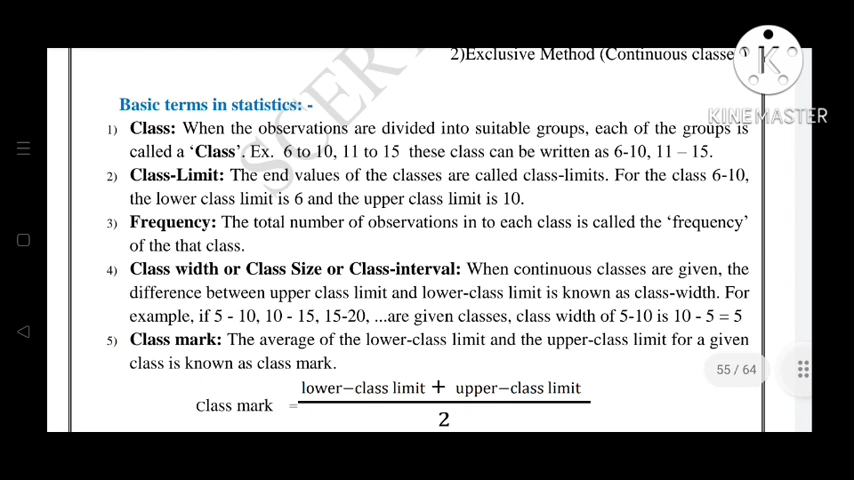 2)Exclusive Method (Continuous classe
K
KINEMASTER
SCERT
Basic terms in statistics: -
1) Class: When the observations are divided into suitable groups, each of the groups is
called a ‘Class’. Ex. 6 to 10, 11 to 15 these class can be written as 6-10, 11 – 15.
2) Class-Limit: The end values of the classes are called class-limits. For the class 6-10,
the lower class limit is 6 and the upper class limit is 10.
3) Frequency: The total number of observations in to each class is called the ‘frequency’
of the that class.
4) Class width or Class Size or Class-interval: When continuous classes are given, the
difference between upper class limit and lower-class limit is known as class-width. For
example, if 5 - 10, 10 - 15, 15-20, ...are given classes, class width of 5-10 is 10 - 5 = 5
5) Class mark: The average of the lower-class limit and the upper-class limit for a given
class is known as class mark.
55 / 64
lower−class limit + upper−class limit
Class mark =
2